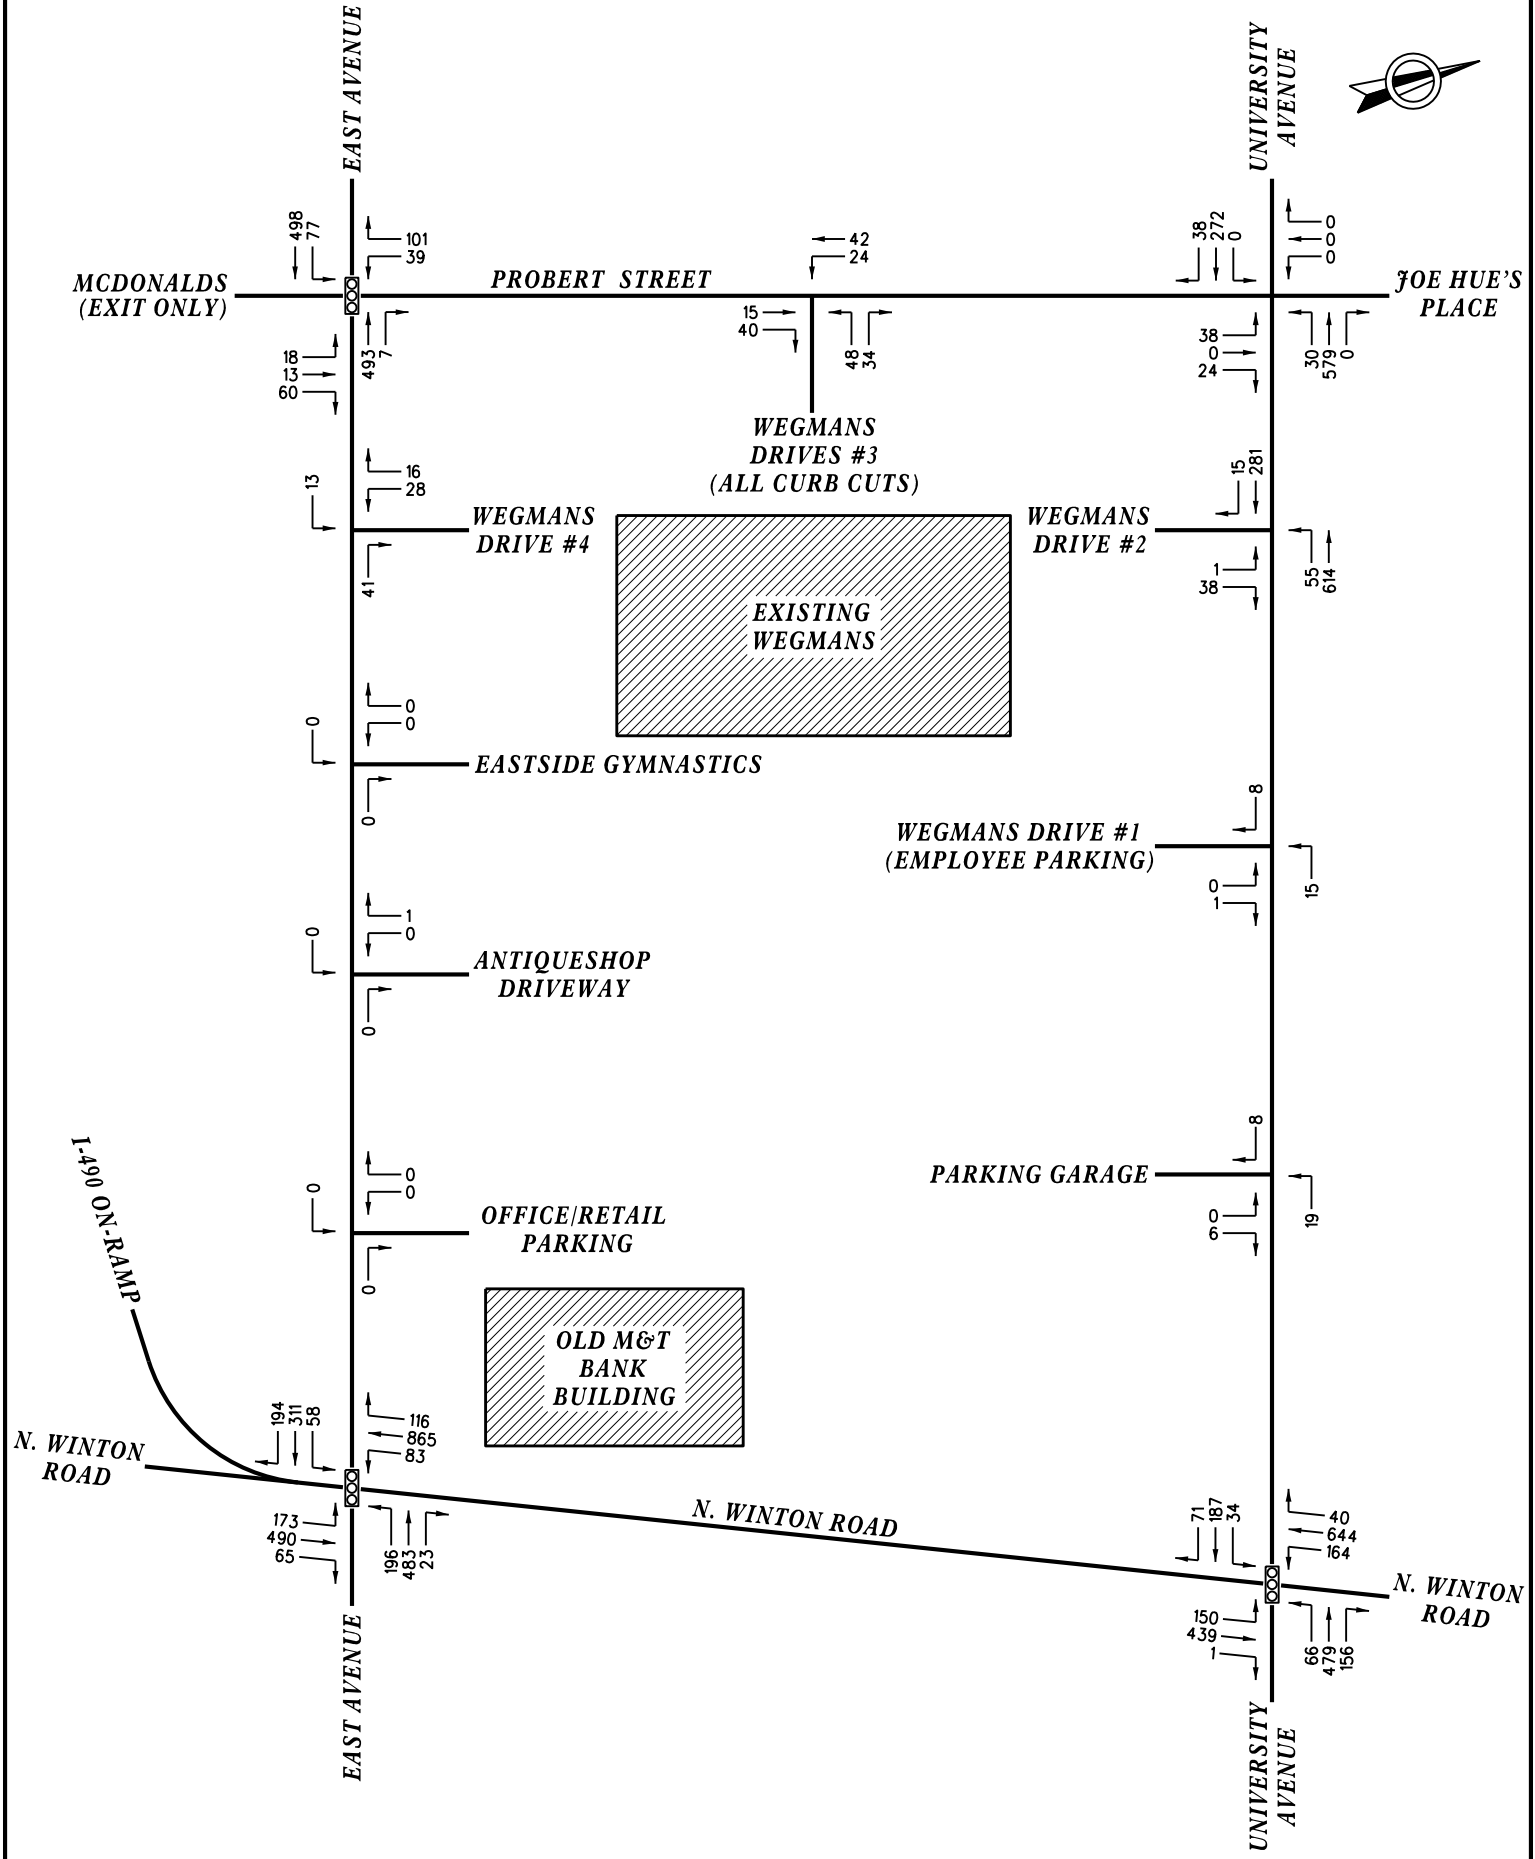 EAST AVENUE
UNIVERSITY
AVENUE
498
77
101
39
MCDONALDS
(EXIT ONLY)
PROBERT STREET
42
24
38
272
0
0
0
0
JOE HUE'S
PLACE
18
13
60
493
7
15
40
48
34
38
0
24
30
579
0
WEGMANS
DRIVES #3
(ALL CURB CUTS)
13
16
28
WEGMANS
DRIVE #4
41
15
281
WEGMANS
DRIVE #2
1
38
55
614
EXISTING
WEGMANS
0
0
0
EASTSIDE GYMNASTICS
0
8
WEGMANS DRIVE #1
(EMPLOYEE PARKING)
0
1
15
0
1
0
ANTIQUESHOP
DRIVEWAY
0
8
PARKING GARAGE
0
6
19
0
0
0
OFFICE/RETAIL
PARKING
0
I-490 ON-RAMP
OLD M&T
BANK
BUILDING
194
311
58
116
865
83
N. WINTON
ROAD
173
490
65
196
483
23
N. WINTON ROAD
71
187
34
40
644
164
N. WINTON
ROAD
150
439
1
66
479
156
EAST AVENUE
UNIVERSITY
AVENUE